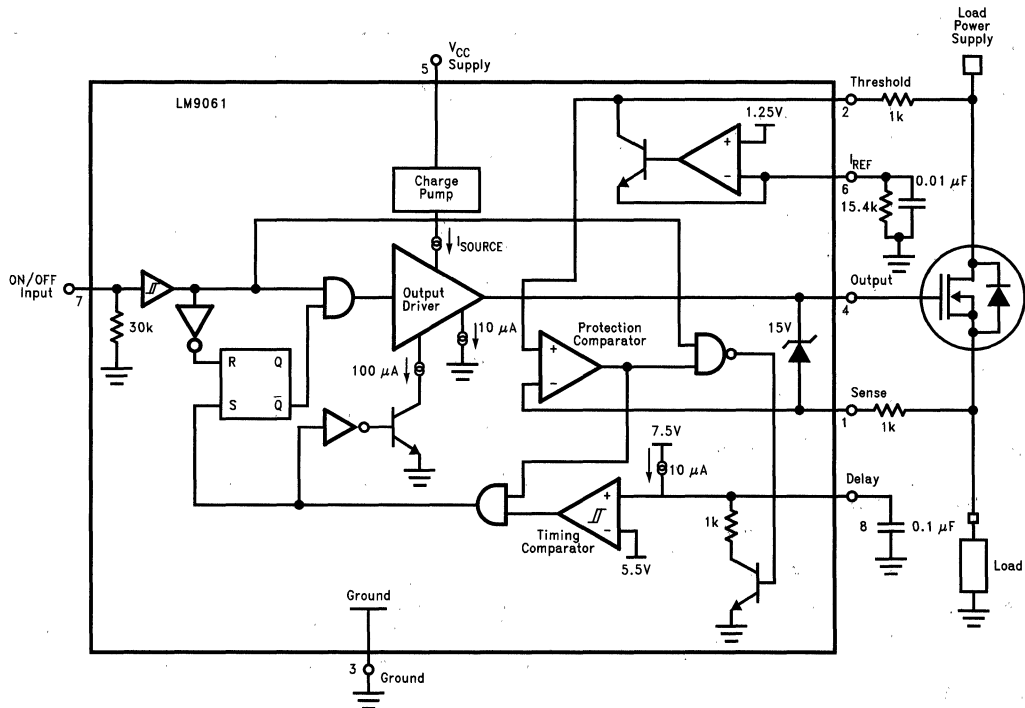 Load
Power
Supply
VCC
5 Supply
LM9061
Threshold
2
1k
1.25V
+
−
IREF
6
0.01 μF
15.4k
Charge
Pump
ISOURCE
ON/OFF
Input
7
30k
Output
Driver
10 μA
100 μA
Output
4
15V
Protection
Comparator
+
−
R Q
S Q̅
Sense
1
1k
7.5V
10 μA
Delay
8
0.1 μF
1k
+
−
Timing
Comparator
5.5V
Load
Ground
3 Ground